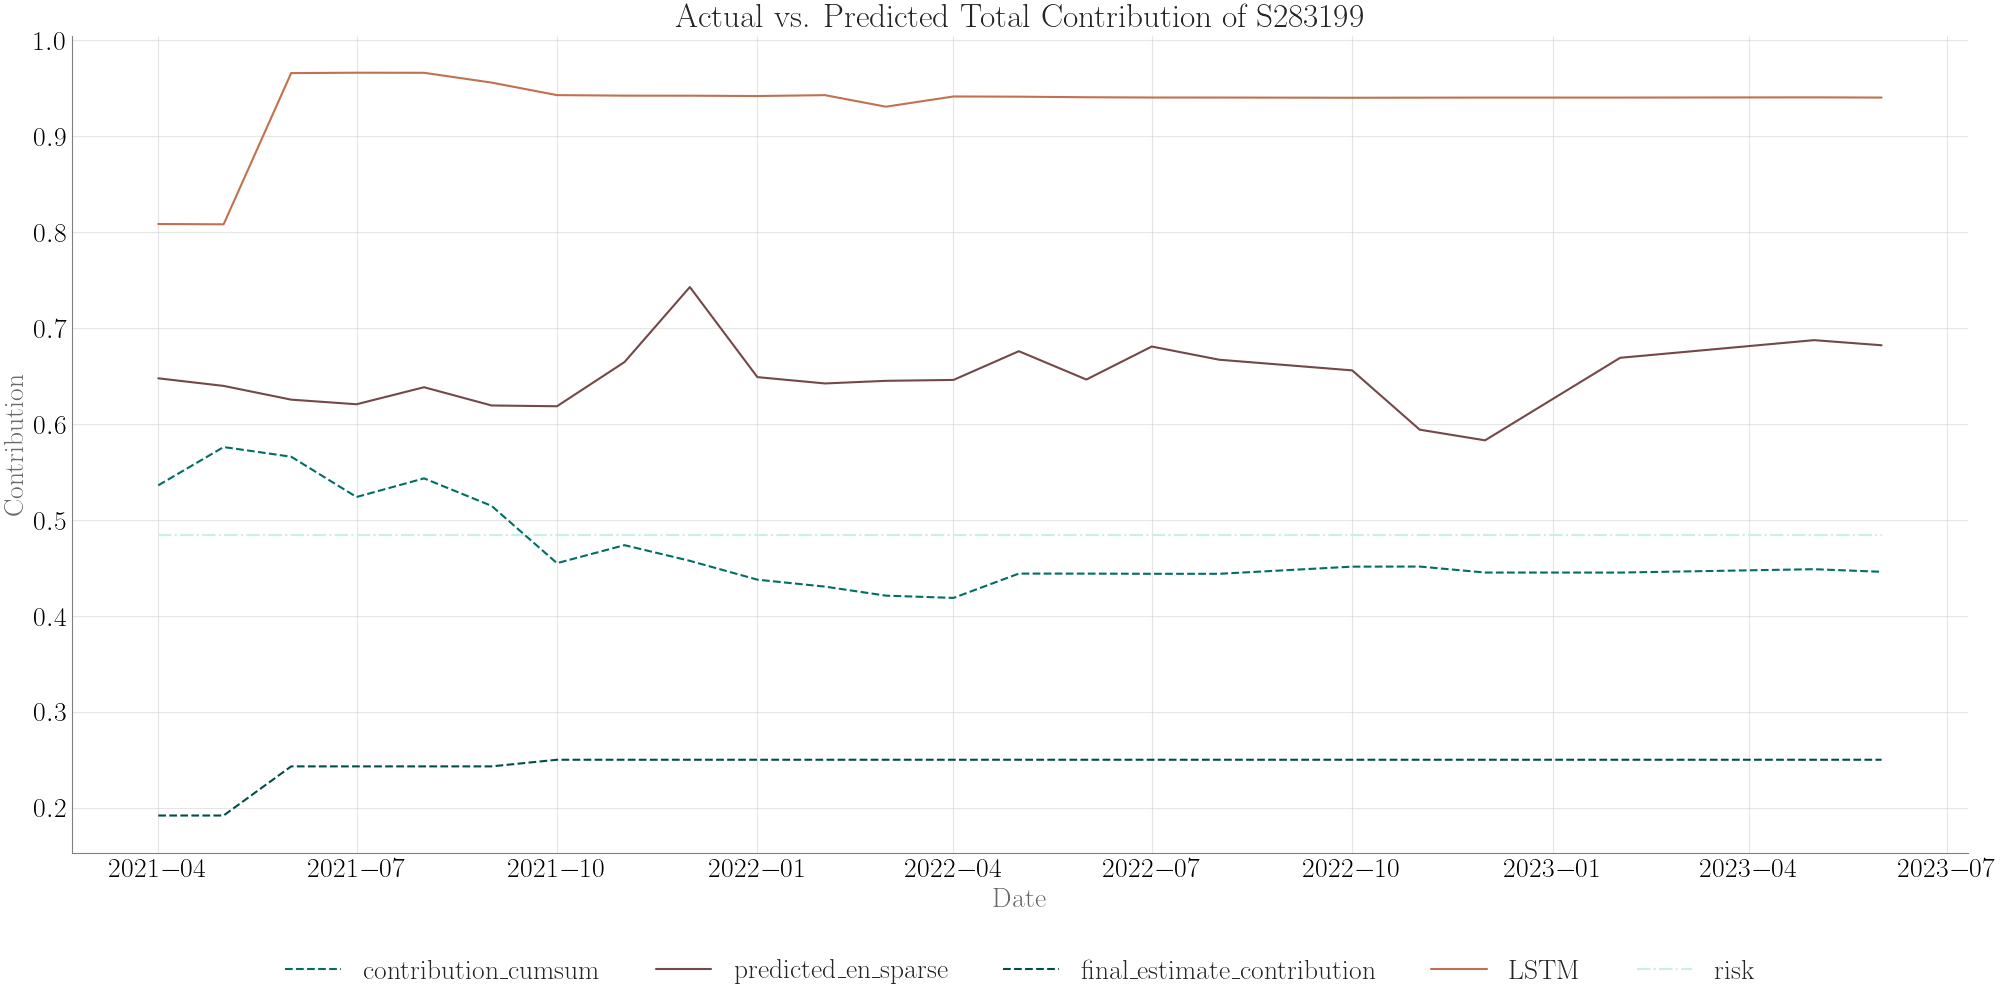 Actual vs. Predicted Total Contribution of S283199
1.0
0.9
0.8
0.7
0.6
0.5
0.4
0.3
0.2
Contribution
2021−04 2021−07 2021−10 2022−01 2022−04 2022−07 2022−10 2023−01 2023−04 2023−07
Date
contribution_cumsum predicted_en_sparse final_estimate_contribution LSTM risk